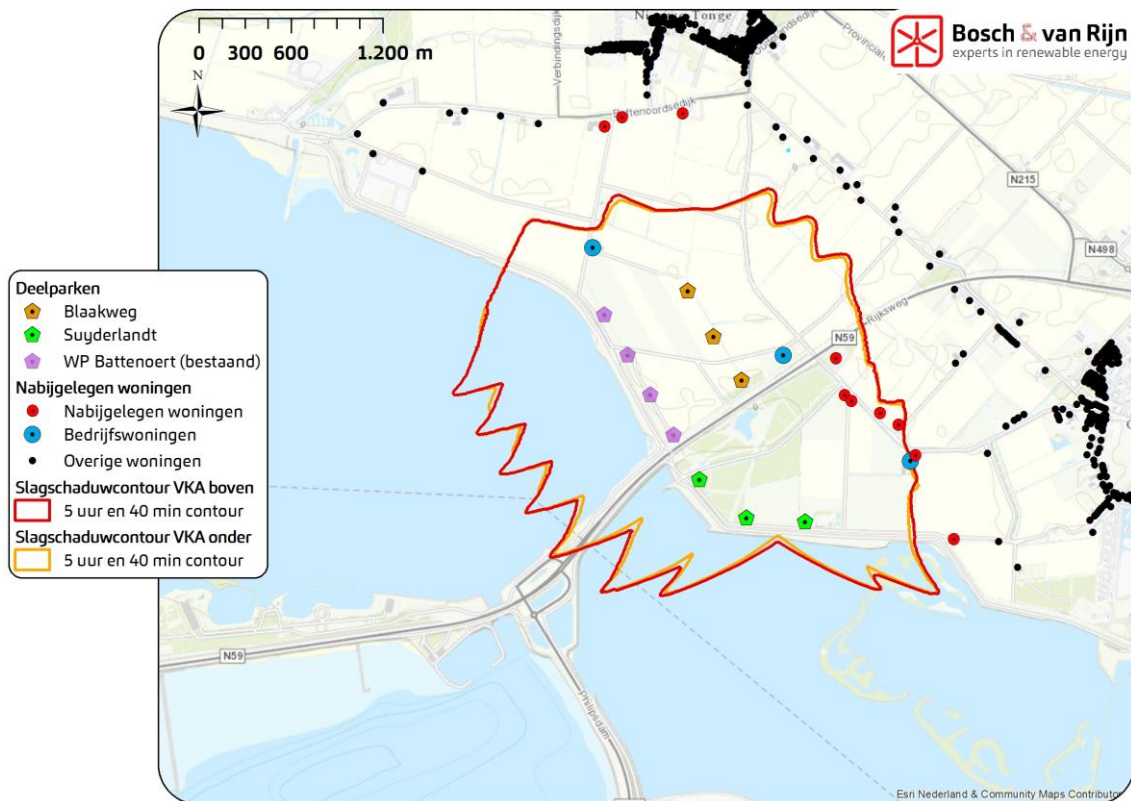 0 300 600 1.200 m
N
Bosch & van Rijn
experts in renewable energy
Verbindingsdijk
Battenoordsedijk
N215
N498
Rijksweg
N59
Deelparken
Blaakweg
Suyderlandt
WP Battenoert (bestaand)
Nabijgelegen woningen
Nabijgelegen woningen
Bedrijfswoningen
Overige woningen
Slagschaduwcontour VKA boven
5 uur en 40 min contour
Slagschaduwcontour VKA onder
5 uur en 40 min contour
N59
Philipsdam
Esri Nederland & Community Maps Contributor